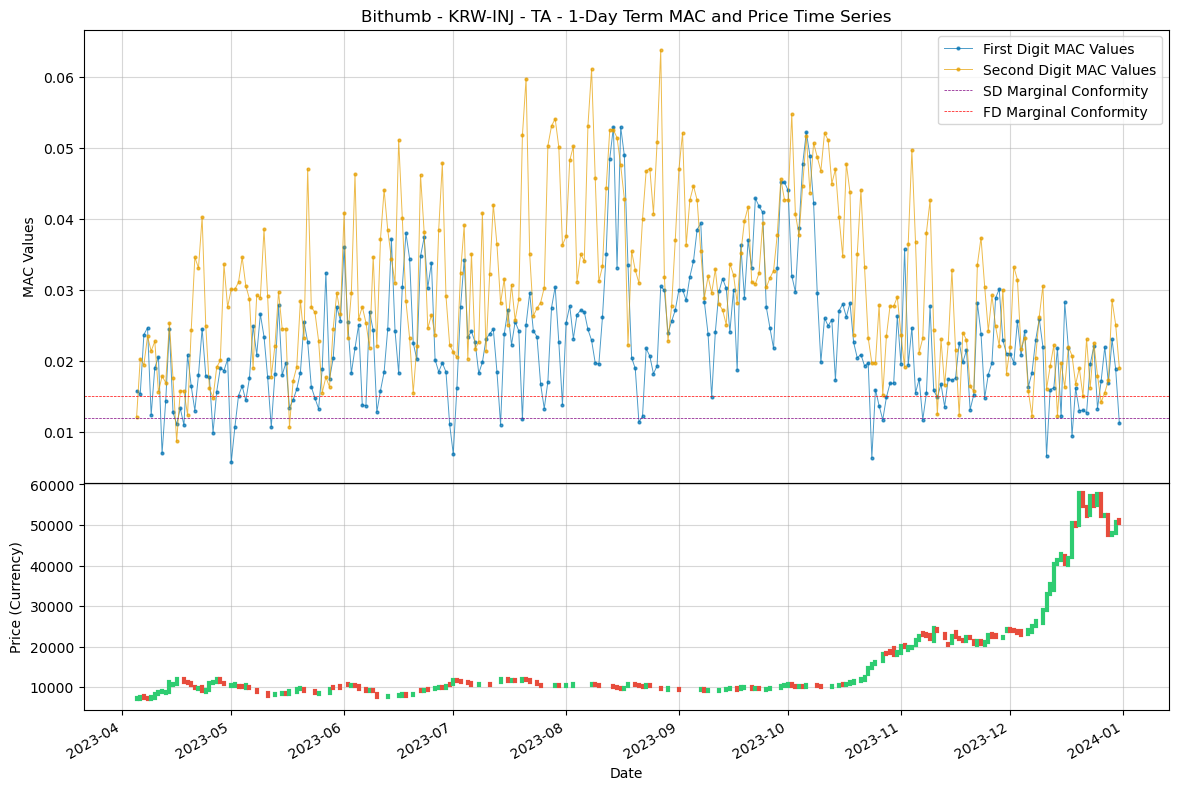 Bithumb - KRW-INJ - TA - 1-Day Term MAC and Price Time Series
First Digit MAC Values
Second Digit MAC Values
SD Marginal Conformity
FD Marginal Conformity
MAC Values
0.06
0.05
0.04
0.03
0.02
0.01
Price (Currency)
60000
50000
40000
30000
20000
10000
2023-04
2023-05
2023-06
2023-07
2023-08
2023-09
2023-10
2023-11
2023-12
2024-01
Date